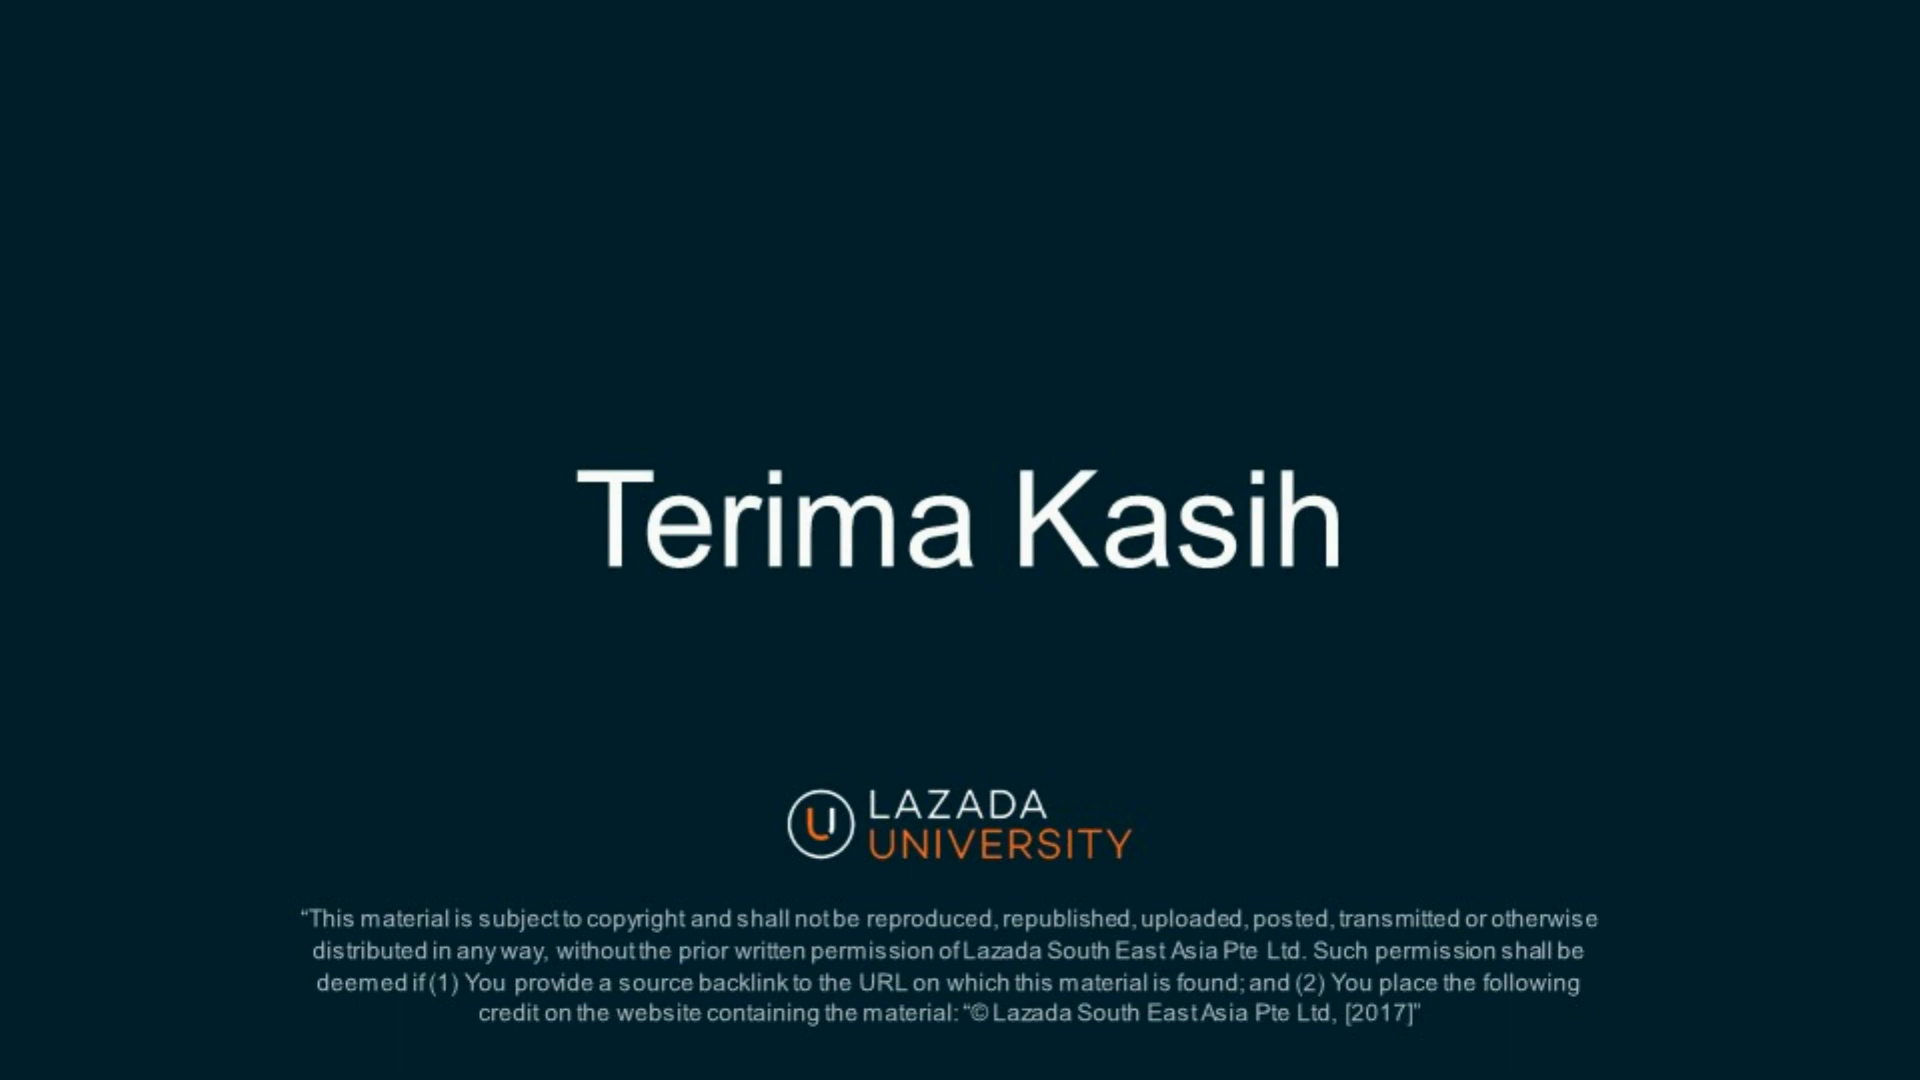 Terima Kasih
LAZADA
UNIVERSITY
“This material is subject to copyright and shall not be reproduced, republished, uploaded, posted, transmitted or otherwise
distributed in any way, without the prior written permission of Lazada South East Asia Pte Ltd. Such permission shall be
deemed if (1) You provide a source backlink to the URL on which this material is found; and (2) You place the following
credit on the website containing the material: “© Lazada South East Asia Pte Ltd, [2017]”